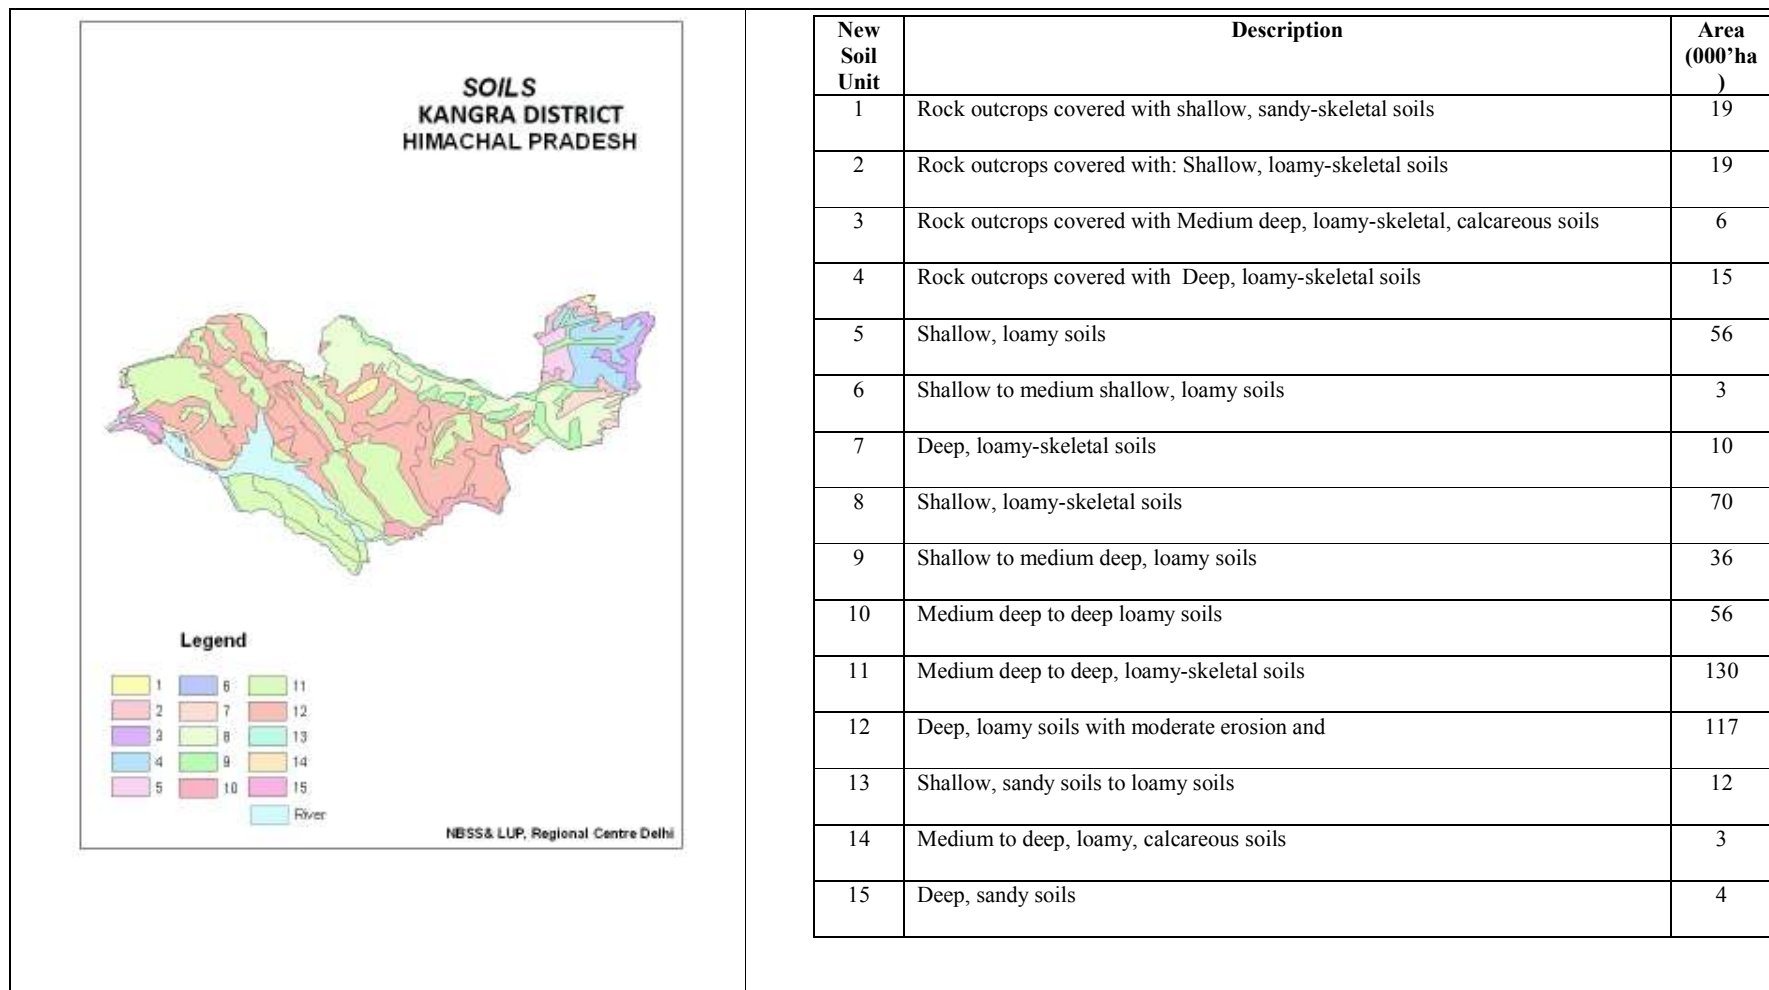 SOILS
KANGRA DISTRICT
HIMACHAL PRADESH
Legend
1 6 11
2 7 12
3 8 13
4 9 14
5 10 15
River
NBSS& LUP, Regional Centre Delhi
New Soil Unit Description Area (000'ha )
1 Rock outcrops covered with shallow, sandy-skeletal soils 19
2 Rock outcrops covered with: Shallow, loamy-skeletal soils 19
3 Rock outcrops covered with Medium deep, loamy-skeletal, calcareous soils 6
4 Rock outcrops covered with Deep, loamy-skeletal soils 15
5 Shallow, loamy soils 56
6 Shallow to medium shallow, loamy soils 3
7 Deep, loamy-skeletal soils 10
8 Shallow, loamy-skeletal soils 70
9 Shallow to medium deep, loamy soils 36
10 Medium deep to deep loamy soils 56
11 Medium deep to deep, loamy-skeletal soils 130
12 Deep, loamy soils with moderate erosion and 117
13 Shallow, sandy soils to loamy soils 12
14 Medium to deep, loamy, calcareous soils 3
15 Deep, sandy soils 4